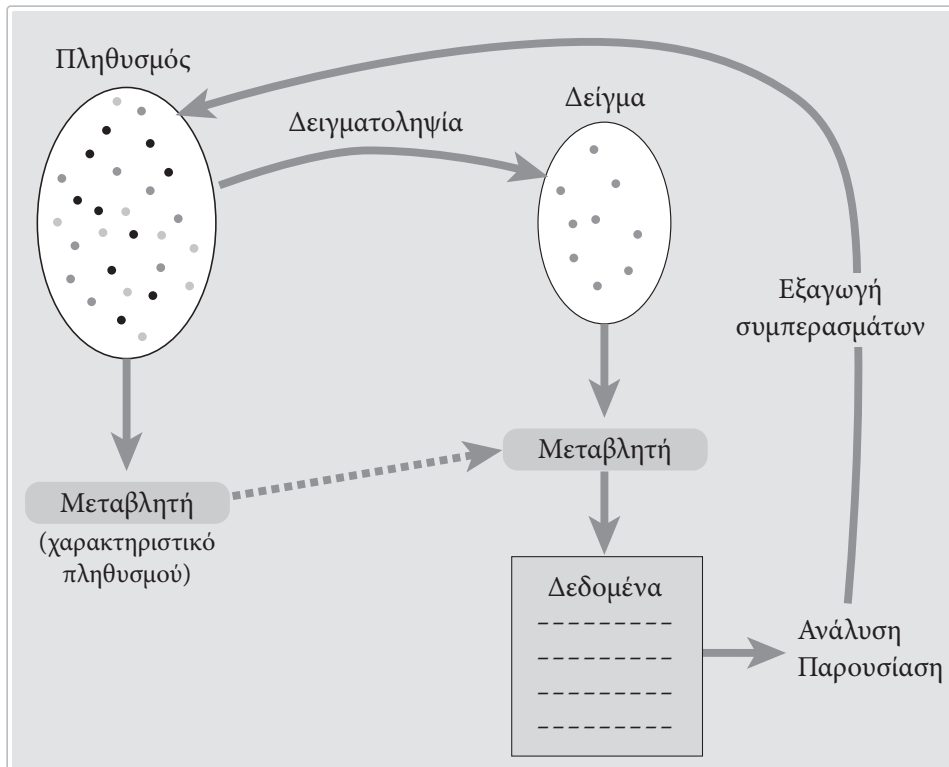 Πληθυσμός
Δειγματοληψία
Δείγμα
Εξαγωγή
συμπερασμάτων
Μεταβλητή
Μεταβλητή
(χαρακτηριστικό
πληθυσμού)
Δεδομένα
Ανάλυση
Παρουσίαση